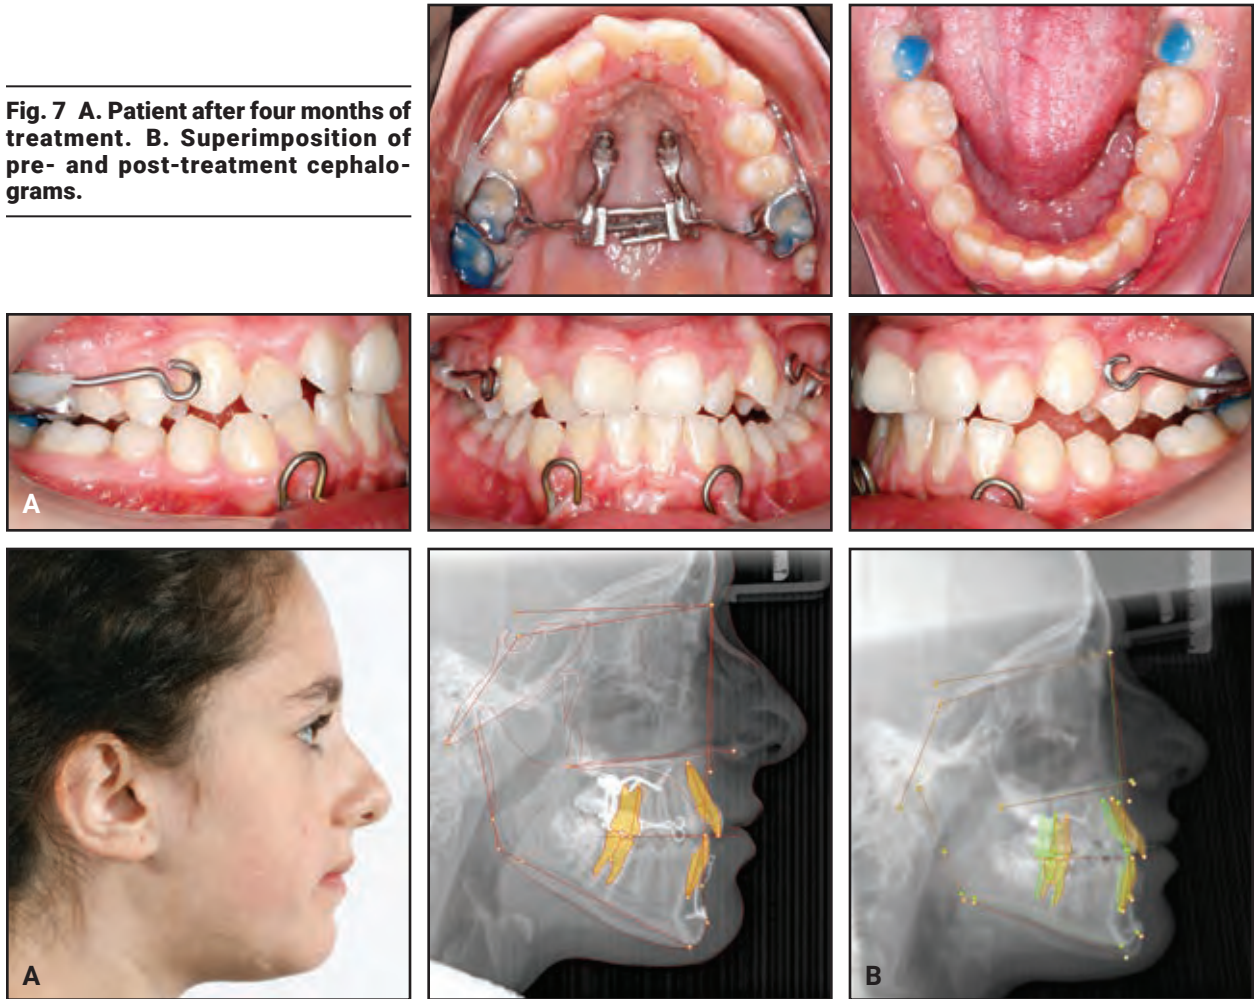 Fig. 7 A. Patient after four months of
treatment. B. Superimposition of
pre- and post-treatment cephalo-
grams.
A
A
B